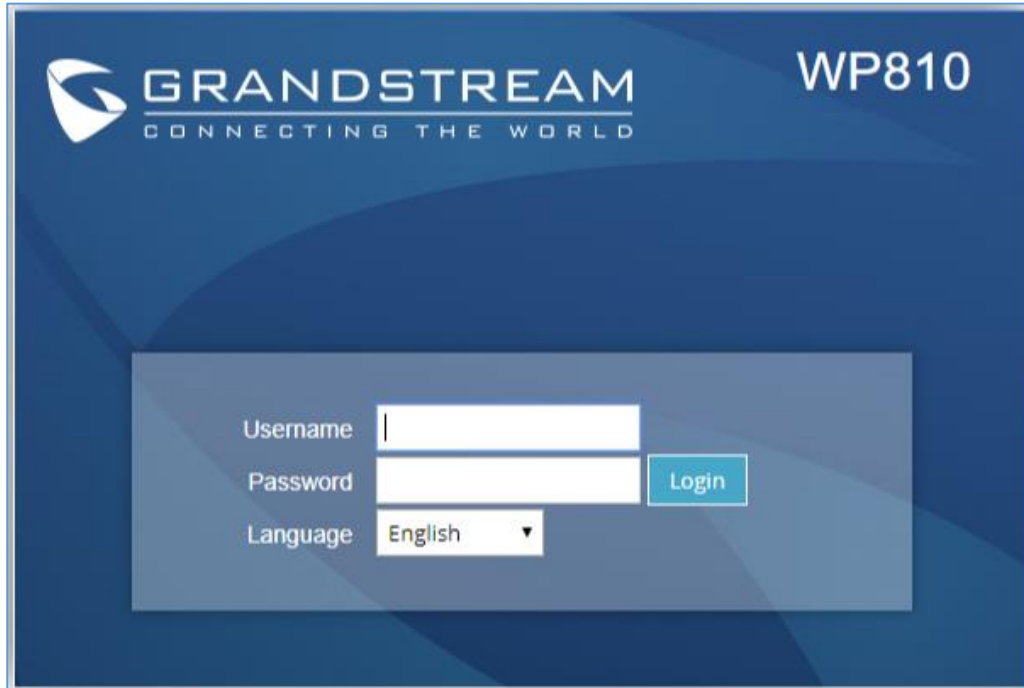 GRANDSTREAM
CONNECTING THE WORLD
WP810
Username
Password
Login
Language
English